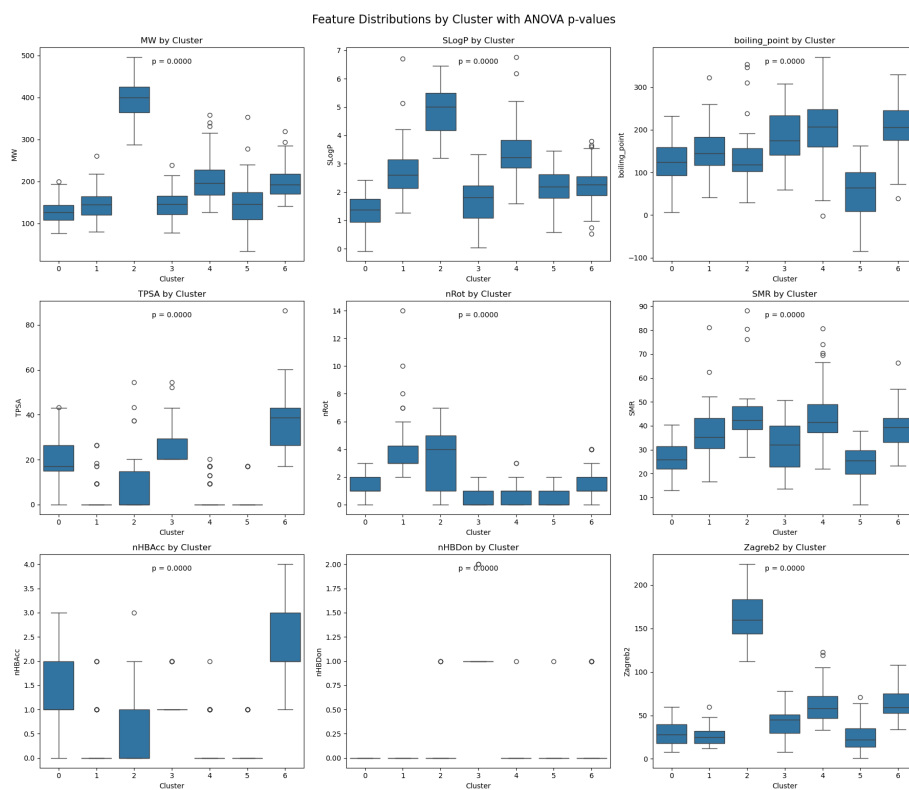 Feature Distributions by Cluster with ANOVA p-values
MW by Cluster
p = 0.0000
MW
500
400
300
200
100
0 1 2 3 4 5 6
Cluster
SLogP by Cluster
p = 0.0000
SLogP
7
6
5
4
3
2
1
0
0 1 2 3 4 5 6
Cluster
boiling_point by Cluster
p = 0.0000
boiling_point
300
200
100
0
−100
0 1 2 3 4 5 6
Cluster
TPSA by Cluster
p = 0.0000
TPSA
80
60
40
20
0
0 1 2 3 4 5 6
Cluster
nRot by Cluster
p = 0.0000
nRot
14
12
10
8
6
4
2
0
0 1 2 3 4 5 6
Cluster
SMR by Cluster
p = 0.0000
SMR
90
80
70
60
50
40
30
20
10
0 1 2 3 4 5 6
Cluster
nHBAcc by Cluster
p = 0.0000
nHBAcc
4.0
3.5
3.0
2.5
2.0
1.5
1.0
0.5
0.0
0 1 2 3 4 5 6
Cluster
nHBDon by Cluster
p = 0.0000
nHBDon
2.00
1.75
1.50
1.25
1.00
0.75
0.50
0.25
0.00
0 1 2 3 4 5 6
Cluster
Zagreb2 by Cluster
p = 0.0000
Zagreb2
200
150
100
50
0
0 1 2 3 4 5 6
Cluster